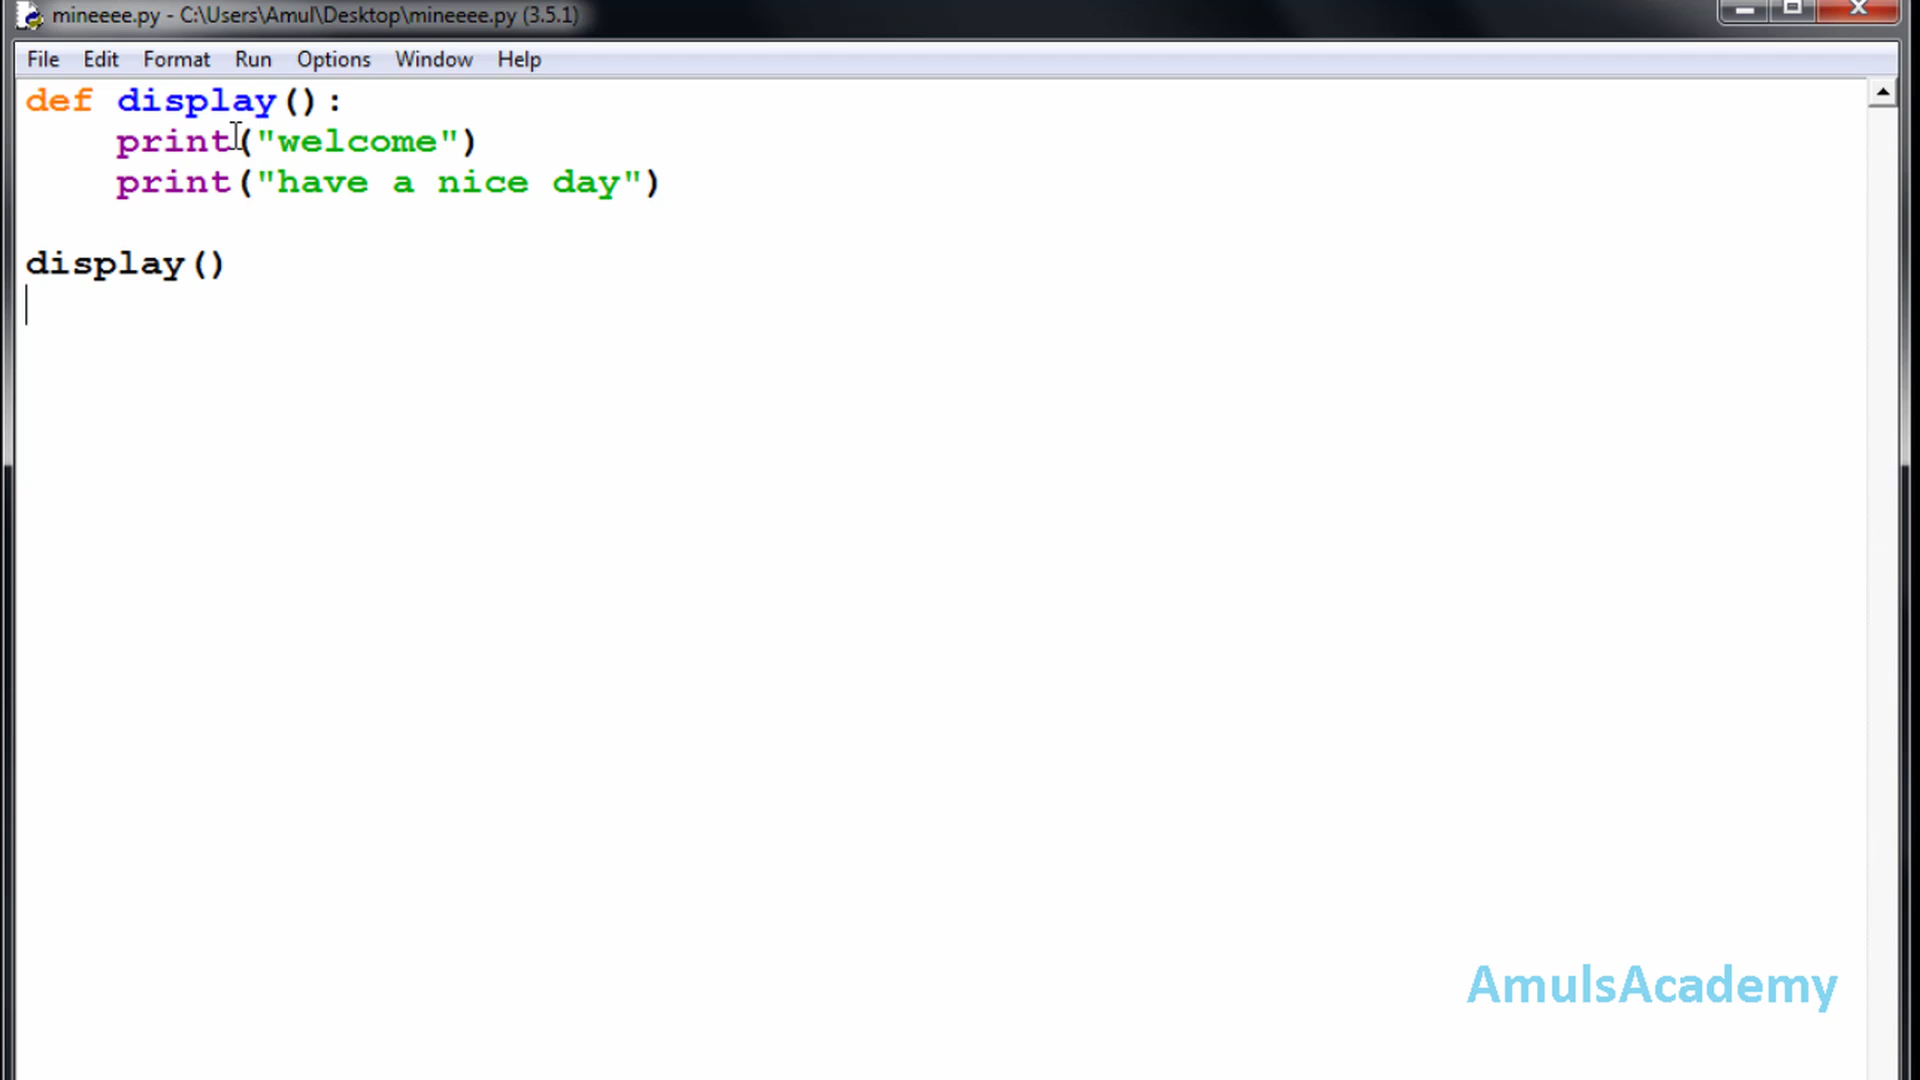 mineeee.py - C:\Users\Amul\Desktop\mineeee.py (3.5.1)
File Edit Format Run Options Window Help
def display():
    print("welcome")
    print("have a nice day")
display()
AmulsAcademy